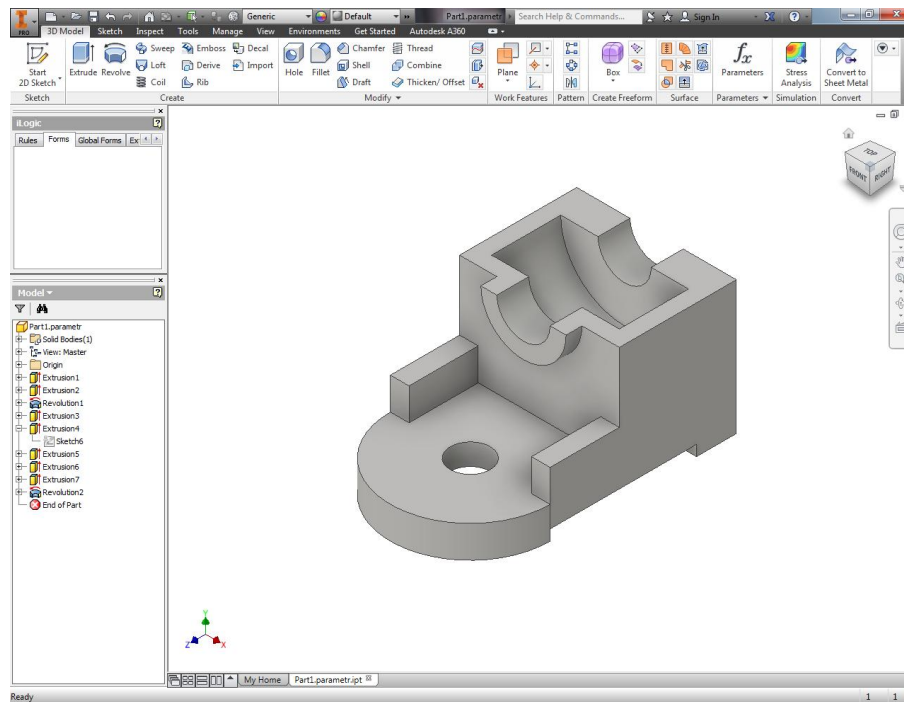 PRO
Generic
Default
Part1.parametr
Search Help & Commands...
Sign In
3D Model Sketch Inspect Tools Manage View Environments Get Started Autodesk A360
Start
2D Sketch
Extrude
Revolve
Sweep
Loft
Coil
Emboss
Derive
Rib
Decal
Import
Hole
Fillet
Chamfer
Shell
Draft
Thread
Combine
Thicken/ Offset
Plane
Box
Parameters
Stress
Analysis
Convert to
Sheet Metal
Sketch Create Modify Work Features Pattern Create Freeform Surface Parameters Simulation Convert
iLogic
Rules Forms Global Forms Ex
Model
Part1.parametr
Solid Bodies(1)
View: Master
Origin
Extrusion1
Extrusion2
Revolution1
Extrusion3
Extrusion4
Sketch6
Extrusion5
Extrusion6
Extrusion7
Revolution2
End of Part
TOP
FRONT
RIGHT
Y
Z
X
My Home
Part1.parametr.ipt
Ready
1 1